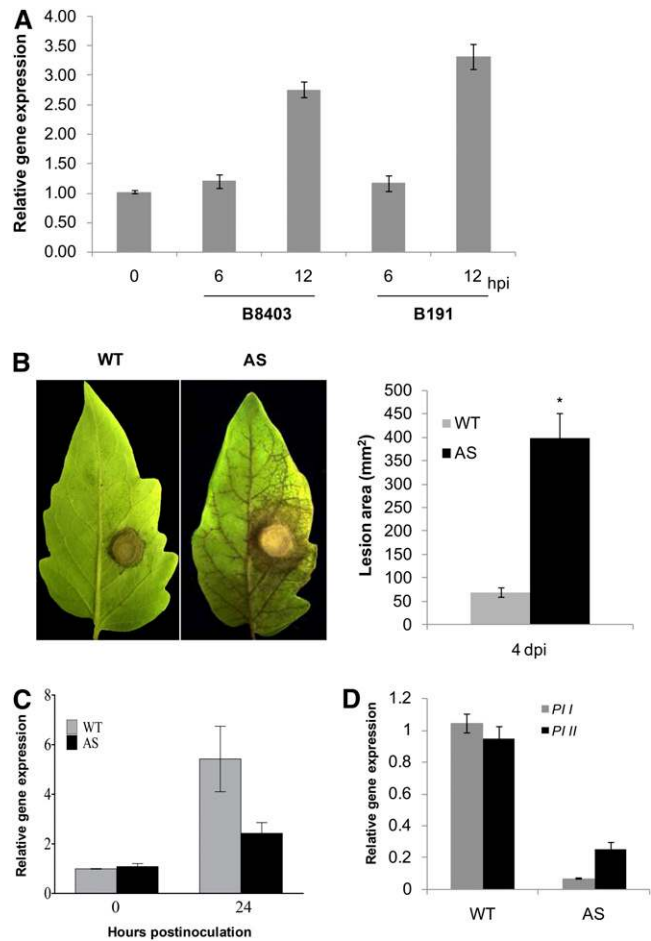 A
Relative gene expression
4.00
3.50
3.00
2.50
2.00
1.50
1.00
0.50
0.00
0 6 12 6 12 hpi
B8403 B191
B
WT AS
Lesion area (mm²)
500
450
400
350
300
250
200
150
100
50
0
WT
AS
*
4 dpi
C
Relative gene expression
8
6
4
2
0
WT
AS
0 24
Hours postinoculation
D
Relative gene expression
1.2
1
0.8
0.6
0.4
0.2
0
PI I
PI II
WT AS